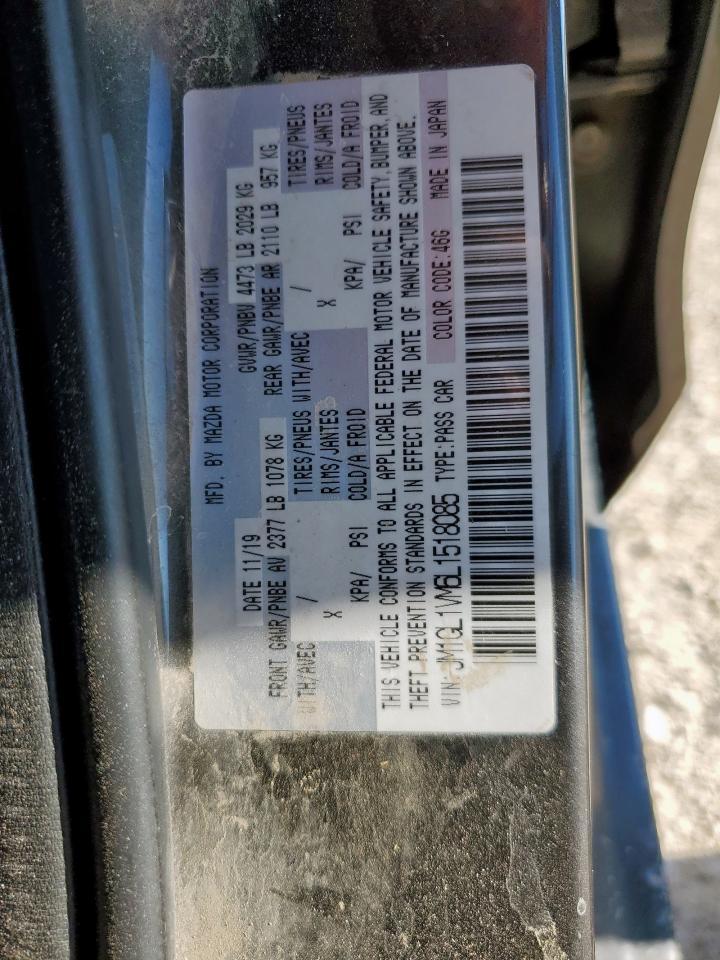 MFD. BY MAZDA MOTOR CORPORATION
DATE 11/19 GVWR/PNBV 4473 LB 2029 KG
FRONT GAWR/PNBE AV 2377 LB 1078 KG REAR GAWR/PNBE AR 2110 LB 957 KG
WITH/AVEC / TIRES/PNEUS WITH/AVEC / TIRES/PNEUS
X RIMS/JANTES X RIMS/JANTES
KPA/ PSI COLD/A FROID KPA/ PSI COLD/A FROID
THIS VEHICLE CONFORMS TO ALL APPLICABLE FEDERAL MOTOR VEHICLE SAFETY, BUMPER, AND
THEFT PREVENTION STANDARDS IN EFFECT ON THE DATE OF MANUFACTURE SHOWN ABOVE.
VIN: JM1GL1VM6L1518085 TYPE: PASS CAR COLOR CODE: 46G MADE IN JAPAN